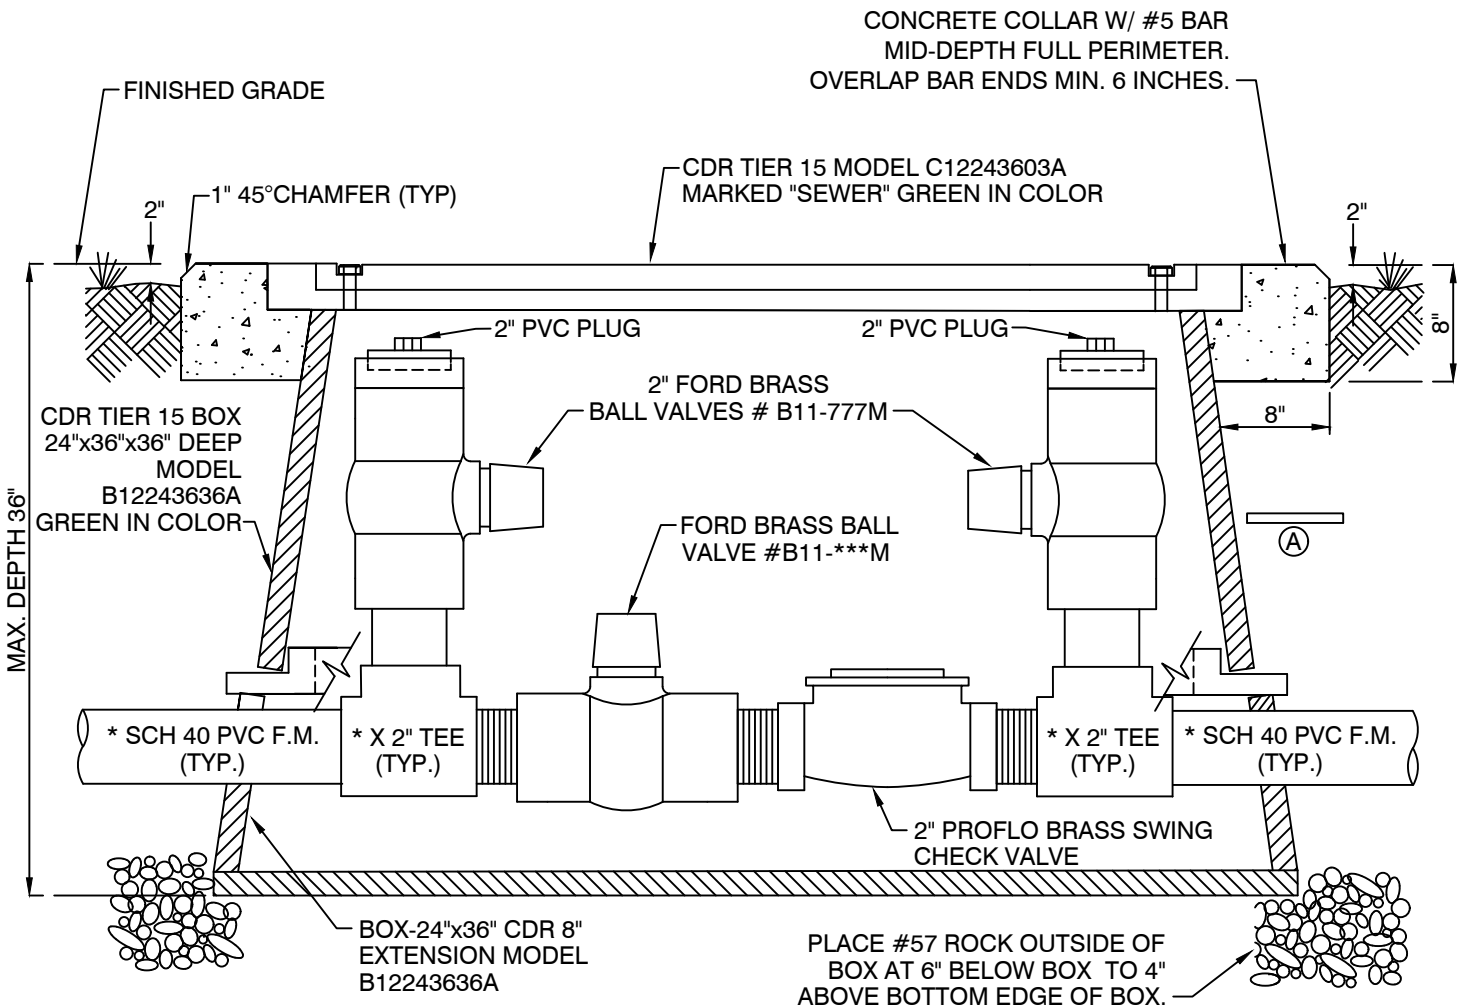 CONCRETE COLLAR W/ #5 BAR
MID-DEPTH FULL PERIMETER.
OVERLAP BAR ENDS MIN. 6 INCHES.
FINISHED GRADE
CDR TIER 15 MODEL C12243603A
MARKED "SEWER" GREEN IN COLOR
1" 45°CHAMFER (TYP)
2"
2"
2" PVC PLUG
2" PVC PLUG
8"
8"
2" FORD BRASS
BALL VALVES # B11-777M
CDR TIER 15 BOX
24"x36"x36" DEEP
MODEL
B12243636A
GREEN IN COLOR
MAX. DEPTH 36"
FORD BRASS BALL
VALVE #B11-***M
A
* SCH 40 PVC F.M.
(TYP.)
* X 2" TEE
(TYP.)
* X 2" TEE
(TYP.)
* SCH 40 PVC F.M.
(TYP.)
2" PROFLO BRASS SWING
CHECK VALVE
BOX-24"x36" CDR 8"
EXTENSION MODEL
B12243636A
PLACE #57 ROCK OUTSIDE OF
BOX AT 6" BELOW BOX TO 4"
ABOVE BOTTOM EDGE OF BOX.